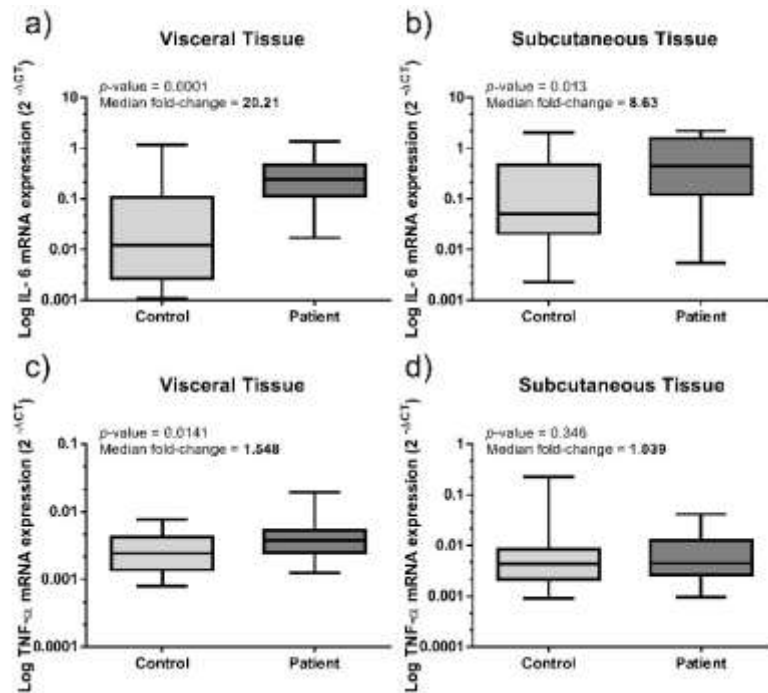 a)
Visceral Tissue
p-value = 0.0001
Median fold-change = 20.21
Log IL- 6 mRNA expression (2 -ΔCT)
10
1
0.1
0.01
0.001
Control Patient
b)
Subcutaneous Tissue
p-value = 0.013
Median fold-change = 8.63
Log IL- 6 mRNA expression (2 -ΔCT)
10
1
0.1
0.01
0.001
Control Patient
c)
Visceral Tissue
p-value = 0.0141
Median fold-change = 1.548
Log TNF-α mRNA expression (2 -ΔCT)
0.1
0.01
0.001
0.0001
Control Patient
d)
Subcutaneous Tissue
p-value = 0.346
Median fold-change = 1.039
Log TNF-α mRNA expression (2 -ΔCT)
1
0.1
0.01
0.001
0.0001
Control Patient